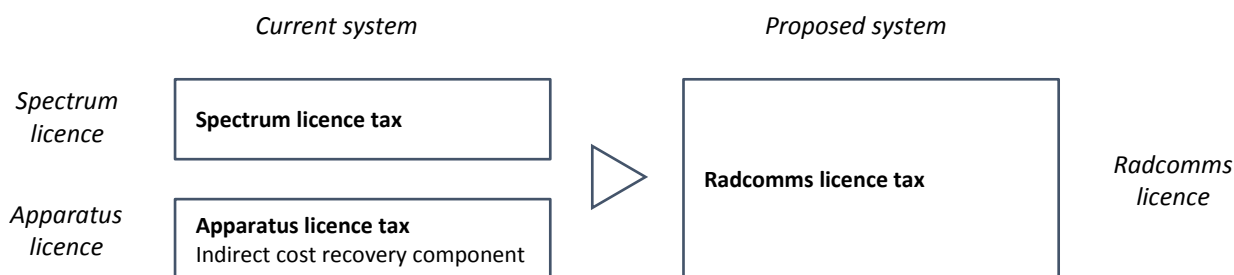 Current system
Proposed system
Spectrum
licence
Spectrum licence tax
Radcomms licence tax
Radcomms
licence
Apparatus
licence
Apparatus licence tax
Indirect cost recovery component